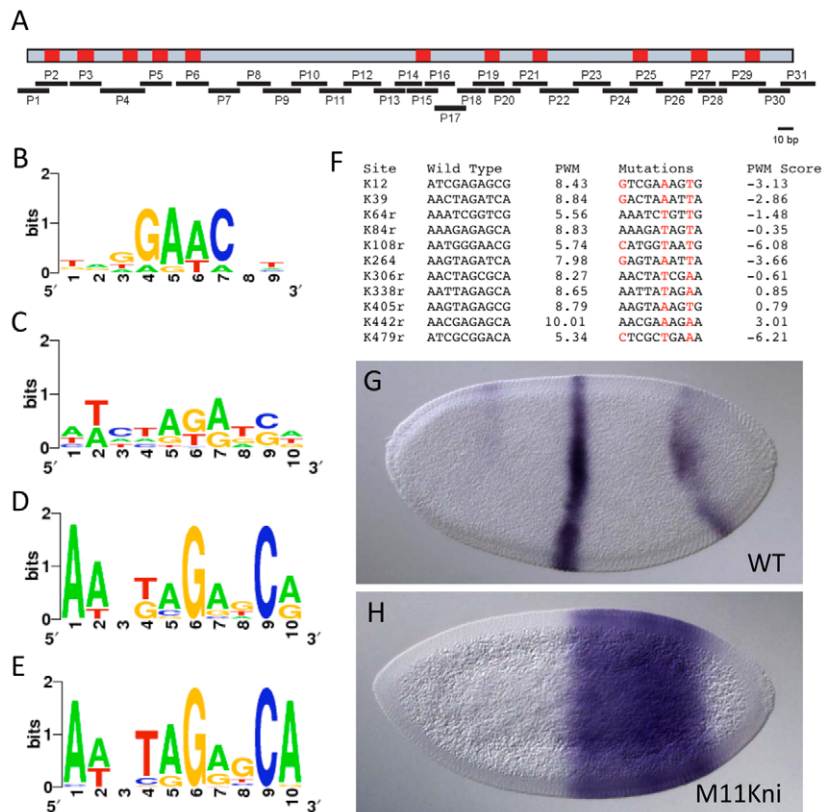 A
P2 P3 P5 P6 P8 P10 P12 P14 P16 P19 P21 P23 P25 P27 P29 P31
P1 P4 P7 P9 P11 P13 P15 P18 P20 P22 P24 P26 P28 P30
P17
10 bp
B
2
1
0
bits
1 2 3 4 5 6 7 8 9
5′ 3′
C
2
1
0
bits
1 2 3 4 5 6 7 8 9 10
5′ 3′
D
2
1
0
bits
1 2 3 4 5 6 7 8 9 10
5′ 3′
E
2
1
0
bits
1 2 3 4 5 6 7 8 9 10
5′ 3′
F
Site Wild Type PWM Mutations PWM Score
K12 ATCGAGAGCG 8.43 GTCGAAAGTG -3.13
K39 AACTAGATCA 8.84 GACTAAATTA -2.86
K64r AAATCGGTCG 5.56 AAATCTGTTG -1.48
K84r AAAGAGAGCA 8.83 AAAGATAGTA -0.35
K108r AATGGGAACG 5.74 CATGGTAATG -6.08
K264 AAGTAGATCA 7.98 GAGTAAATTA -3.66
K306r AACTAGCGCA 8.27 AACTATCGAA -0.61
K338r AATTAGAGCA 8.65 AATTATAGAA 0.85
K405r AAGTAGAGCG 8.79 AAGTAAAGTG 0.79
K442r AACGAGAGCA 10.01 AACGAAAGAA 3.01
K479r ATCGCGGACA 5.34 CTCGCTGAAA -6.21
G
WT
H
M11Kni